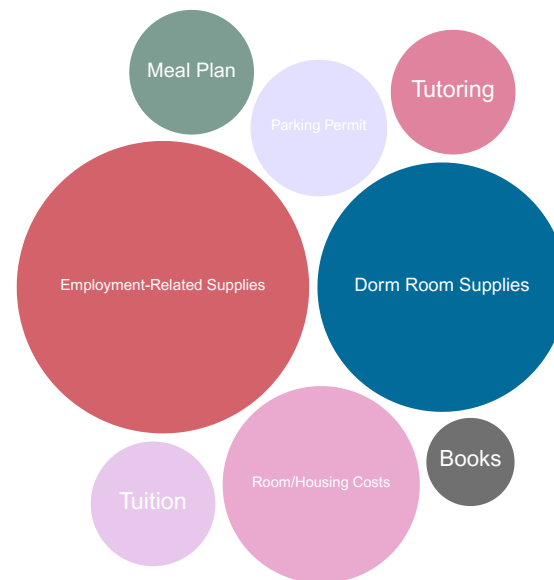 Meal Plan
Tutoring
Parking Permit
Employment-Related Supplies
Dorm Room Supplies
Books
Room/Housing Costs
Tuition